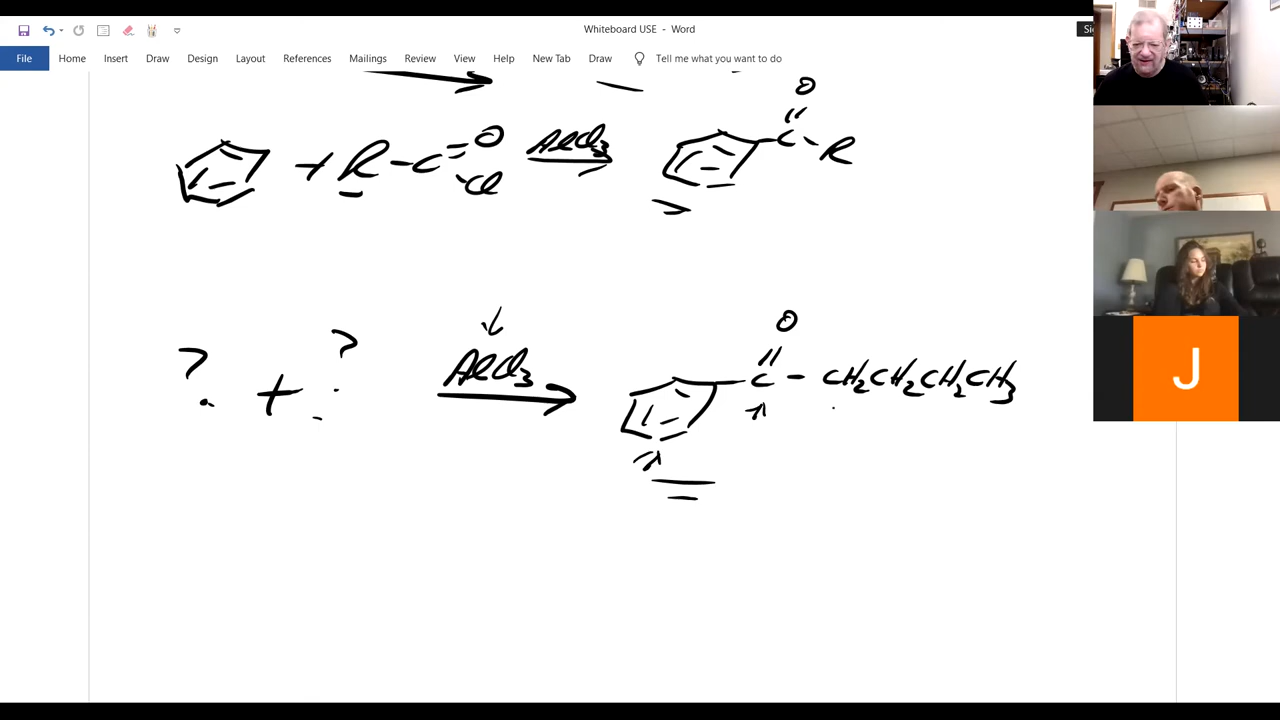 Whiteboard USE - Word
Si
File Home Insert Draw Design Layout References Mailings Review View Help New Tab Draw Tell me what you want to do
O
+ R - C = O AlCl3 C - R
Cl
O
? + ? AlCl3 C - CH2CH2CH2CH3
J